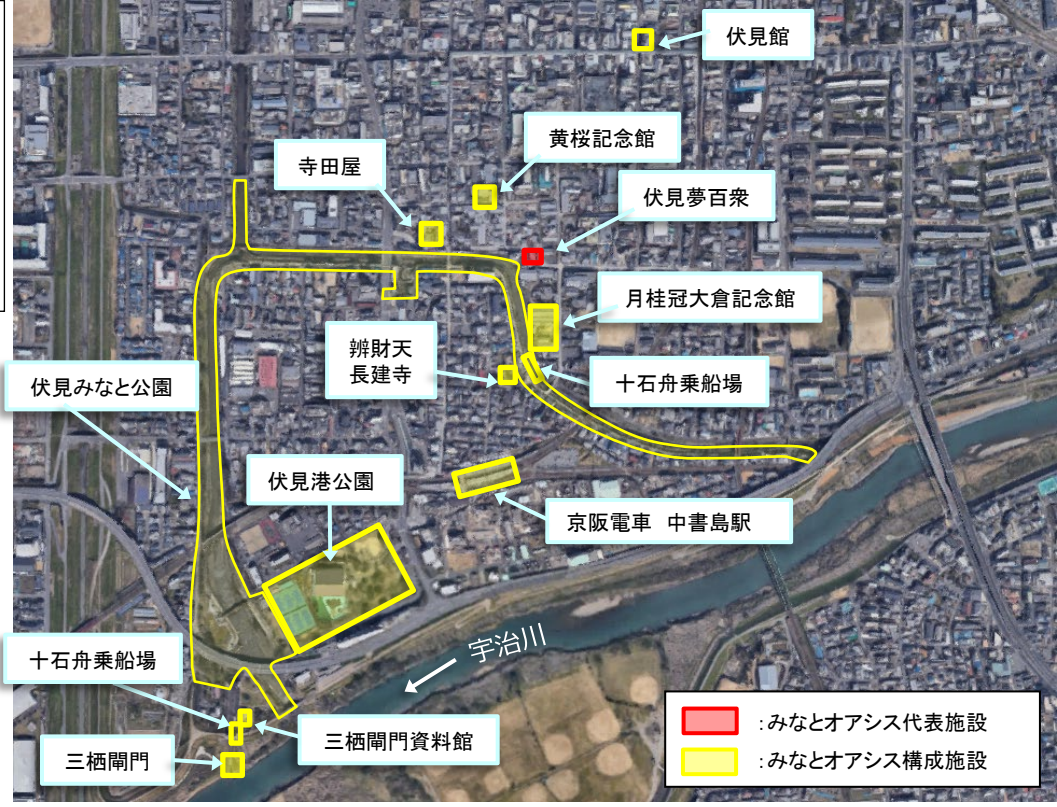 伏見館
黄桜記念館
寺田屋
伏見夢百衆
月桂冠大倉記念館
辨財天
長建寺
十石舟乗船場
伏見みなと公園
伏見港公園
京阪電車　中書島駅
宇治川
十石舟乗船場
三栖閘門資料館
三栖閘門
：みなとオアシス代表施設
：みなとオアシス構成施設